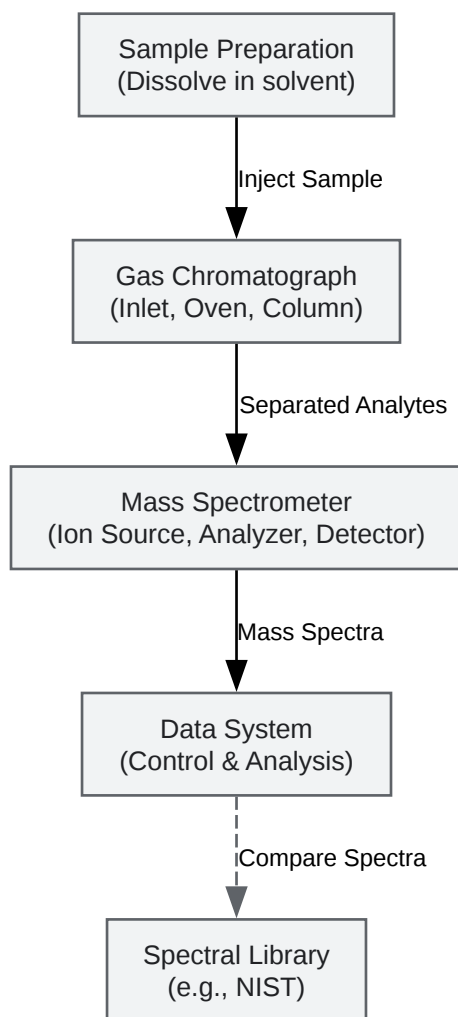 Sample Preparation
(Dissolve in solvent)
Inject Sample
Gas Chromatograph
(Inlet, Oven, Column)
Separated Analytes
Mass Spectrometer
(Ion Source, Analyzer, Detector)
Mass Spectra
Data System
(Control & Analysis)
Compare Spectra
Spectral Library
(e.g., NIST)